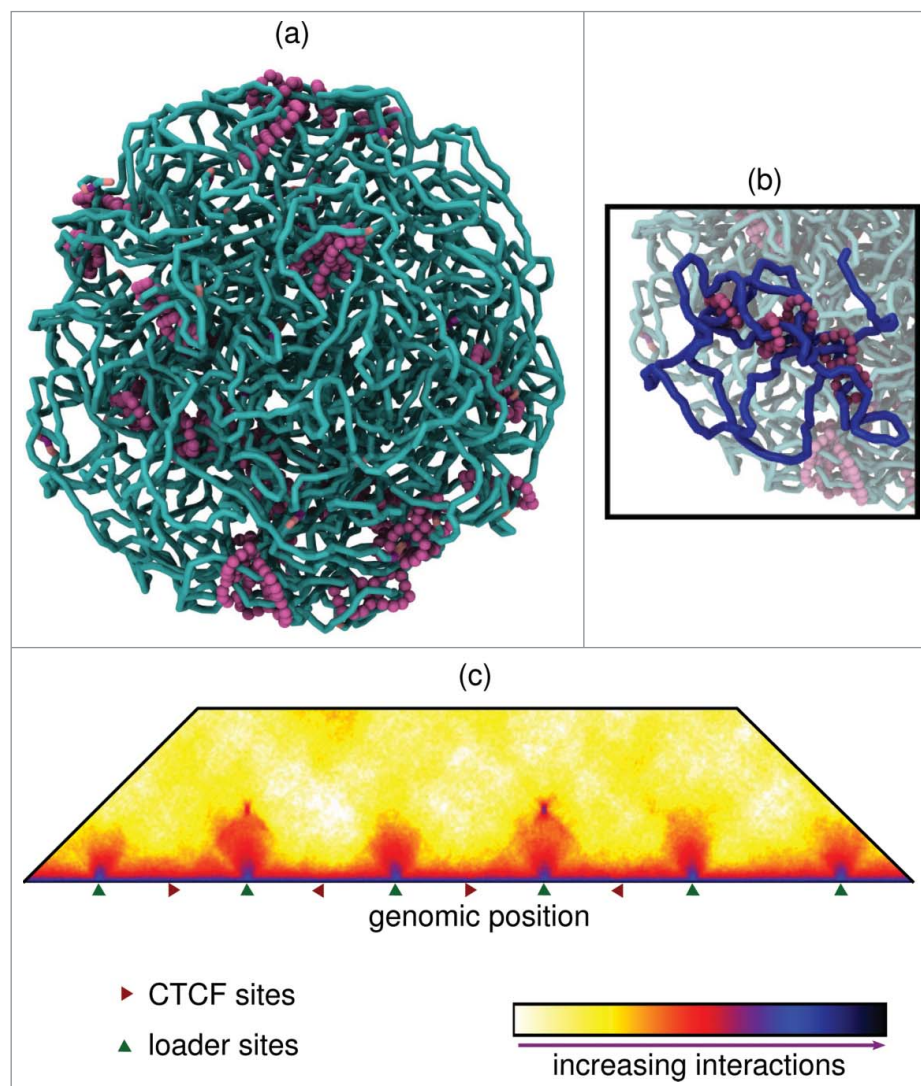 (a)
(b)
(c)
genomic position
CTCF sites
loader sites
increasing interactions